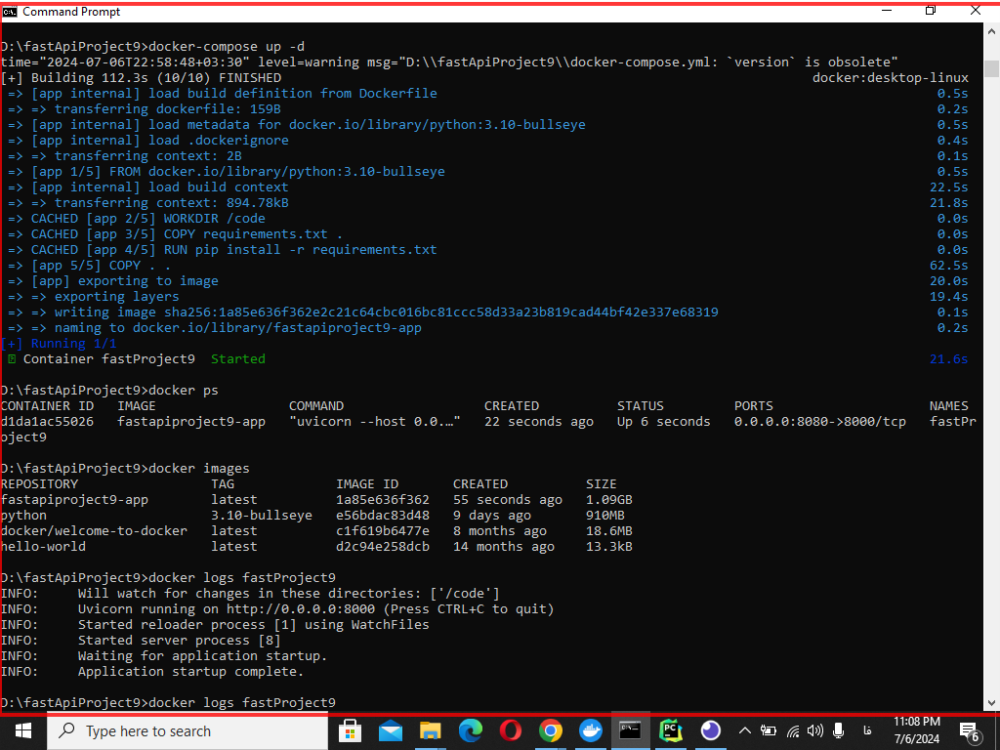 Command Prompt
D:\fastApiProject9>docker-compose up -d
time="2024-07-06T22:58:48+03:30" level=warning msg="D:\\fastApiProject9\\docker-compose.yml: `version` is obsolete"
[+] Building 112.3s (10/10) FINISHED docker:desktop-linux
=> [app internal] load build definition from Dockerfile 0.5s
=> => transferring dockerfile: 159B 0.2s
=> [app internal] load metadata for docker.io/library/python:3.10-bullseye 0.5s
=> [app internal] load .dockerignore 0.4s
=> => transferring context: 2B 0.1s
=> [app 1/5] FROM docker.io/library/python:3.10-bullseye 0.5s
=> [app internal] load build context 22.5s
=> => transferring context: 894.78kB 21.8s
=> CACHED [app 2/5] WORKDIR /code 0.0s
=> CACHED [app 3/5] COPY requirements.txt . 0.0s
=> CACHED [app 4/5] RUN pip install -r requirements.txt 0.0s
=> [app 5/5] COPY . . 62.5s
=> [app] exporting to image 20.0s
=> => exporting layers 19.4s
=> => writing image sha256:1a85e636f362e2c21c64cbc016bc81ccc58d33a23b819cad44bf42e337e68319 0.1s
=> => naming to docker.io/library/fastapiproject9-app 0.2s
[+] Running 1/1
Container fastProject9 Started 21.6s
D:\fastApiProject9>docker ps
CONTAINER ID IMAGE COMMAND CREATED STATUS PORTS NAMES
d1da1ac55026 fastapiproject9-app "uvicorn --host 0.0.…" 22 seconds ago Up 6 seconds 0.0.0.0:8080->8000/tcp fastPr
oject9
D:\fastApiProject9>docker images
REPOSITORY TAG IMAGE ID CREATED SIZE
fastapiproject9-app latest 1a85e636f362 55 seconds ago 1.09GB
python 3.10-bullseye e56bdac83d48 9 days ago 910MB
docker/welcome-to-docker latest c1f619b6477e 8 months ago 18.6MB
hello-world latest d2c94e258dcb 14 months ago 13.3kB
D:\fastApiProject9>docker logs fastProject9
INFO: Will watch for changes in these directories: ['/code']
INFO: Uvicorn running on http://0.0.0.0:8000 (Press CTRL+C to quit)
INFO: Started reloader process [1] using WatchFiles
INFO: Started server process [8]
INFO: Waiting for application startup.
INFO: Application startup complete.
D:\fastApiProject9>docker logs fastProject9
Type here to search
PC
فا
11:08 PM
7/6/2024
6